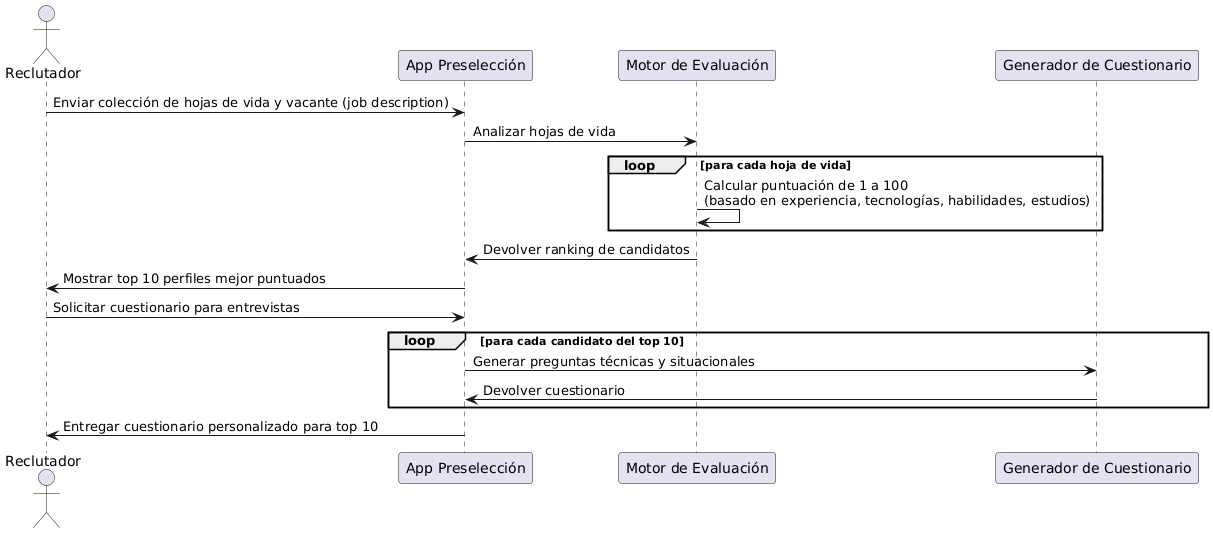 Reclutador
App Preselección
Motor de Evaluación
Generador de Cuestionario
Enviar colección de hojas de vida y vacante (job description)
Analizar hojas de vida
loop
[para cada hoja de vida]
Calcular puntuación de 1 a 100
(basado en experiencia, tecnologías, habilidades, estudios)
Devolver ranking de candidatos
Mostrar top 10 perfiles mejor puntuados
Solicitar cuestionario para entrevistas
loop
[para cada candidato del top 10]
Generar preguntas técnicas y situacionales
Devolver cuestionario
Entregar cuestionario personalizado para top 10
Reclutador
App Preselección
Motor de Evaluación
Generador de Cuestionario